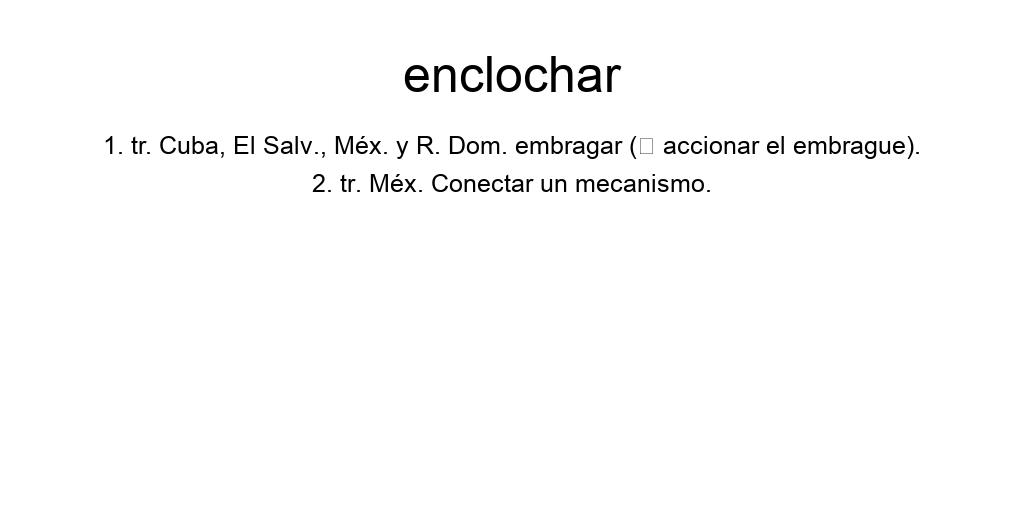 enclochar
1. tr. Cuba, El Salv., Méx. y R. Dom. embragar (□ accionar el embrague).
2. tr. Méx. Conectar un mecanismo.